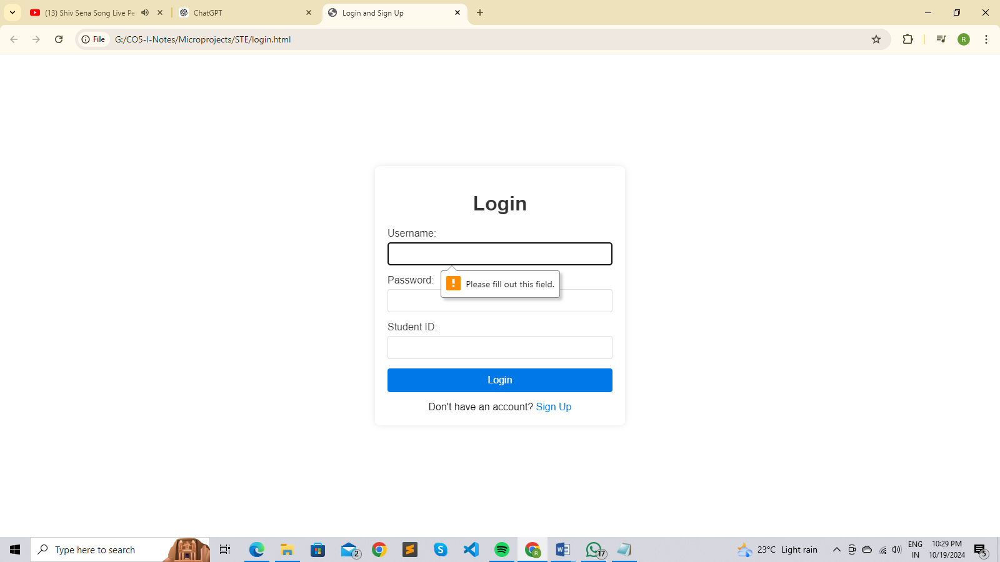 (13) Shiv Sena Song Live Pe
ChatGPT
Login and Sign Up
File
G:/CO5-I-Notes/Microprojects/STE/login.html
R
Login
Username:
Please fill out this field.
Password:
Student ID:
Login
Don't have an account? Sign Up
Type here to search
2
R
17
23°C Light rain
ENG
IN
10:29 PM
10/19/2024
5